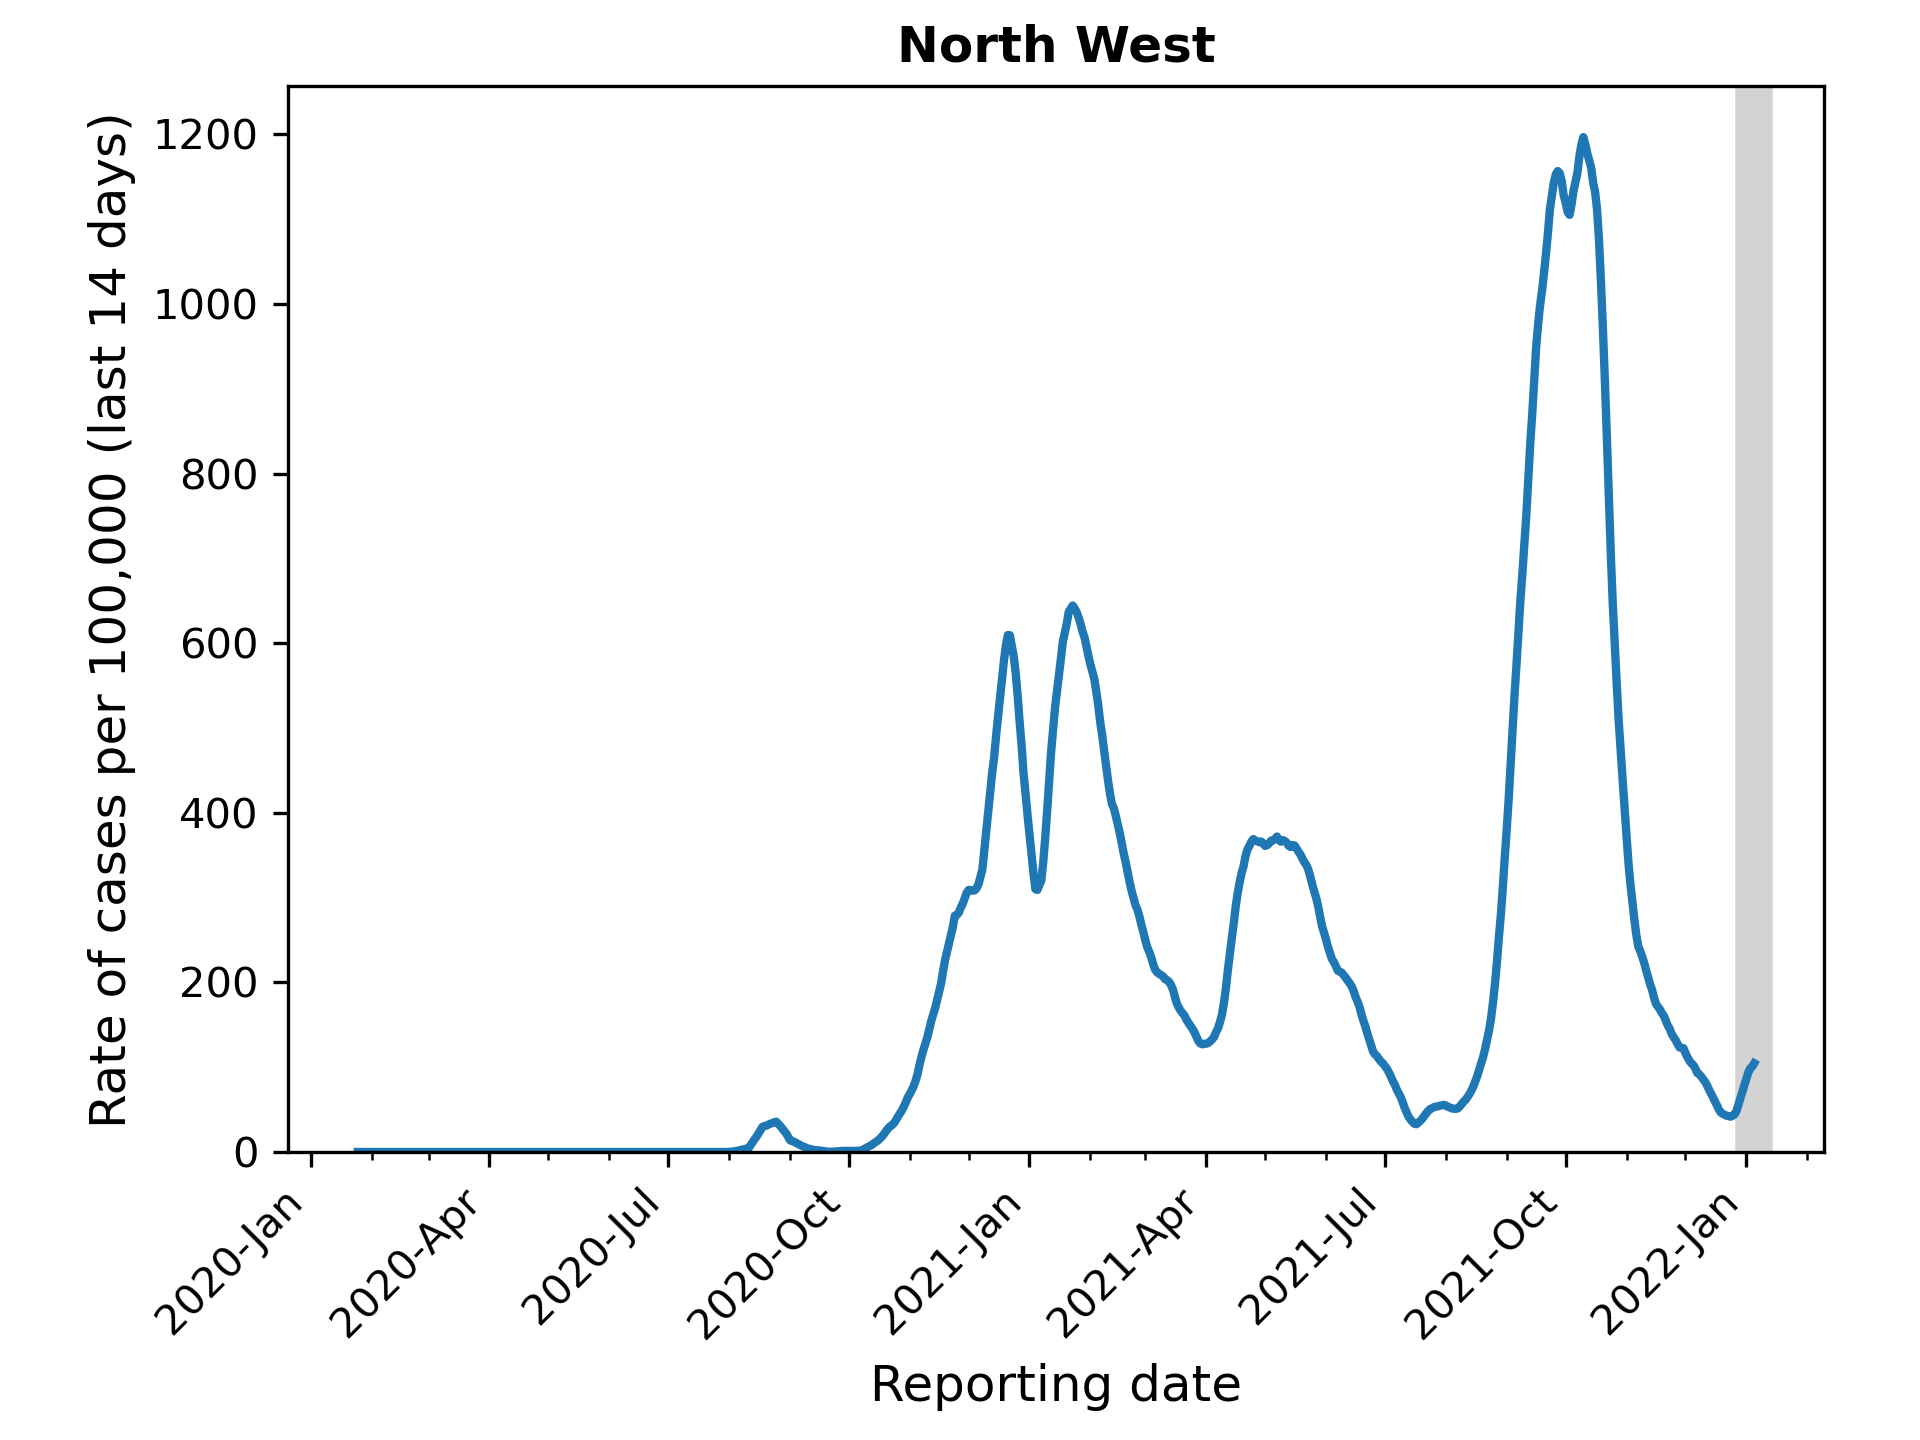 North West
Rate of cases per 100,000 (last 14 days)
1200
1000
800
600
400
200
0
2020-Jan
2020-Apr
2020-Jul
2020-Oct
2021-Jan
2021-Apr
2021-Jul
2021-Oct
2022-Jan
Reporting date